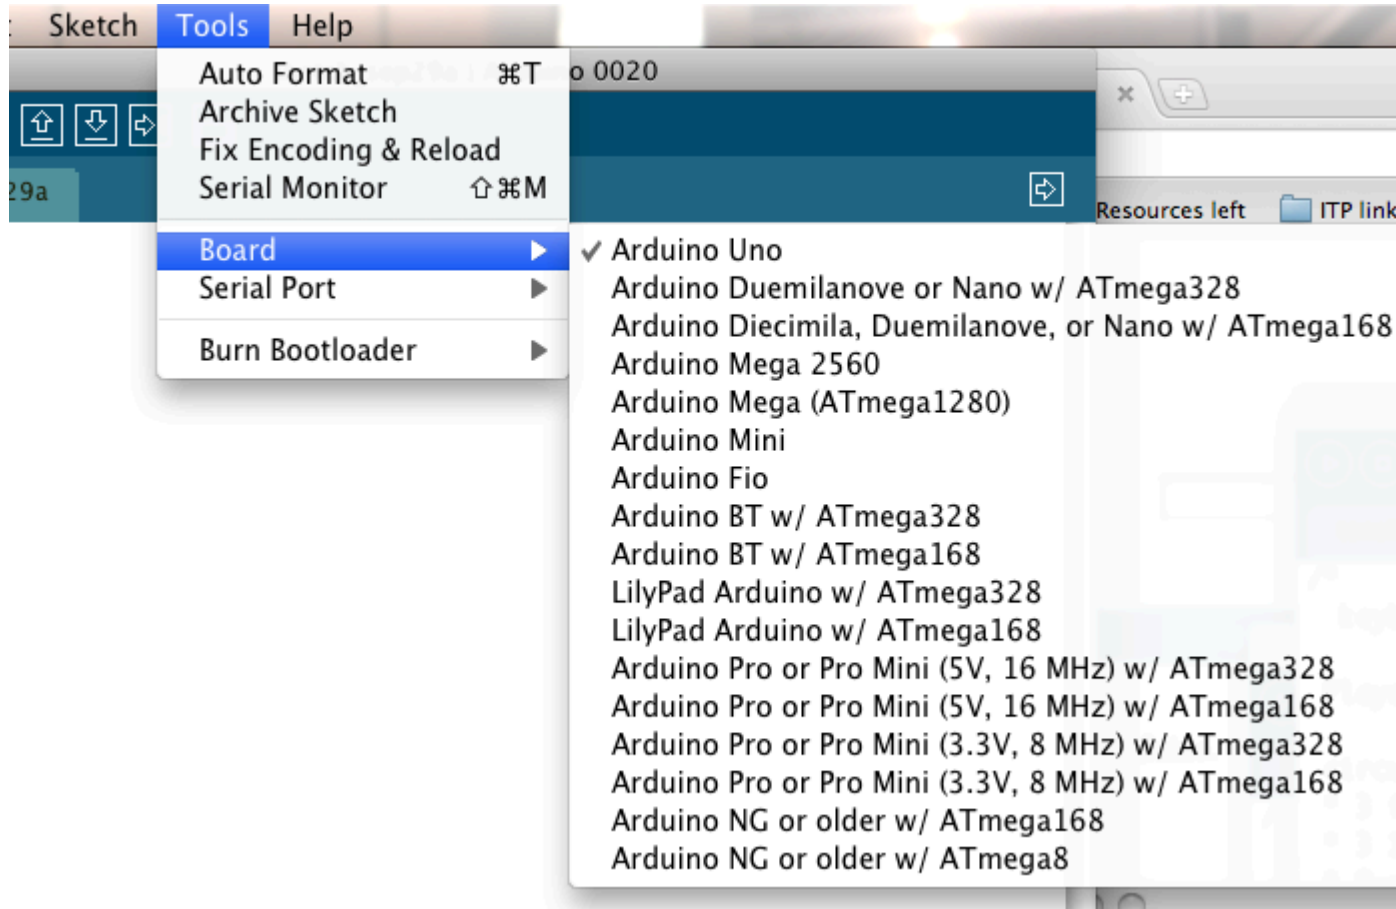 Sketch Tools Help
Auto Format ⌘T
o 0020
Archive Sketch
Fix Encoding & Reload
Serial Monitor ⇧⌘M
29a
Resources left ITP link
Board
Serial Port
Burn Bootloader
✓ Arduino Uno
Arduino Duemilanove or Nano w/ ATmega328
Arduino Diecimila, Duemilanove, or Nano w/ ATmega168
Arduino Mega 2560
Arduino Mega (ATmega1280)
Arduino Mini
Arduino Fio
Arduino BT w/ ATmega328
Arduino BT w/ ATmega168
LilyPad Arduino w/ ATmega328
LilyPad Arduino w/ ATmega168
Arduino Pro or Pro Mini (5V, 16 MHz) w/ ATmega328
Arduino Pro or Pro Mini (5V, 16 MHz) w/ ATmega168
Arduino Pro or Pro Mini (3.3V, 8 MHz) w/ ATmega328
Arduino Pro or Pro Mini (3.3V, 8 MHz) w/ ATmega168
Arduino NG or older w/ ATmega168
Arduino NG or older w/ ATmega8